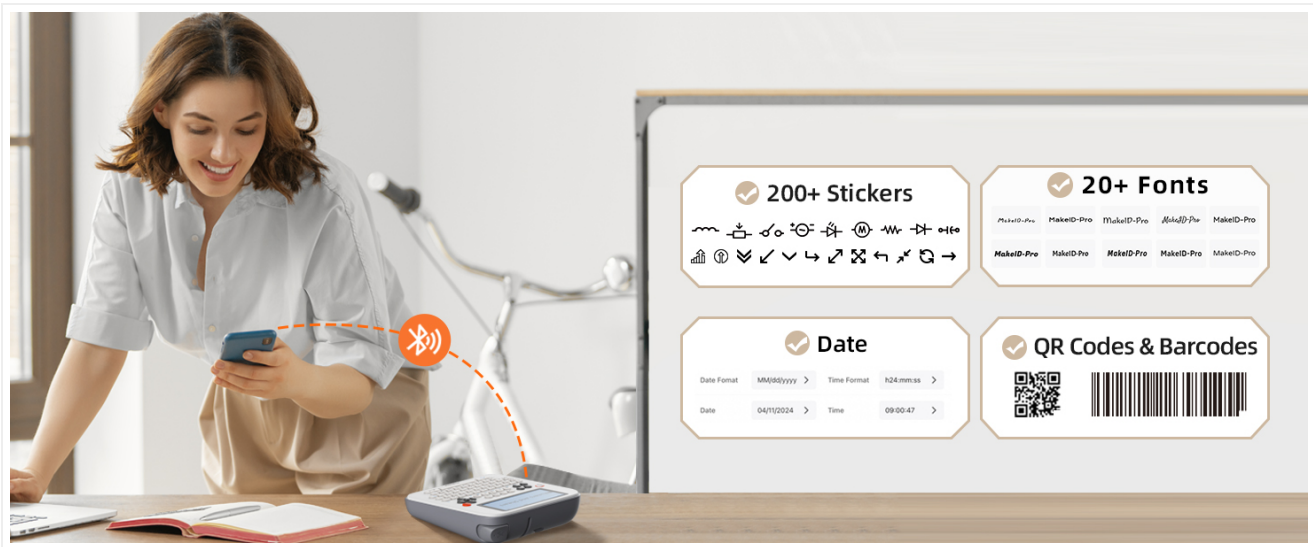 200+ Stickers
M
20+ Fonts
MakeID-Pro MakeID-Pro MakeID-Pro MakeID-Pro MakeID-Pro
MakeID-Pro MakeID-Pro MakeID-Pro MakeID-Pro MakeID-Pro
Date
Date Fomat MM/dd/yyyy > Time Format h24:mm:ss >
Date 04/11/2024 > Time 09:00:47 >
QR Codes & Barcodes